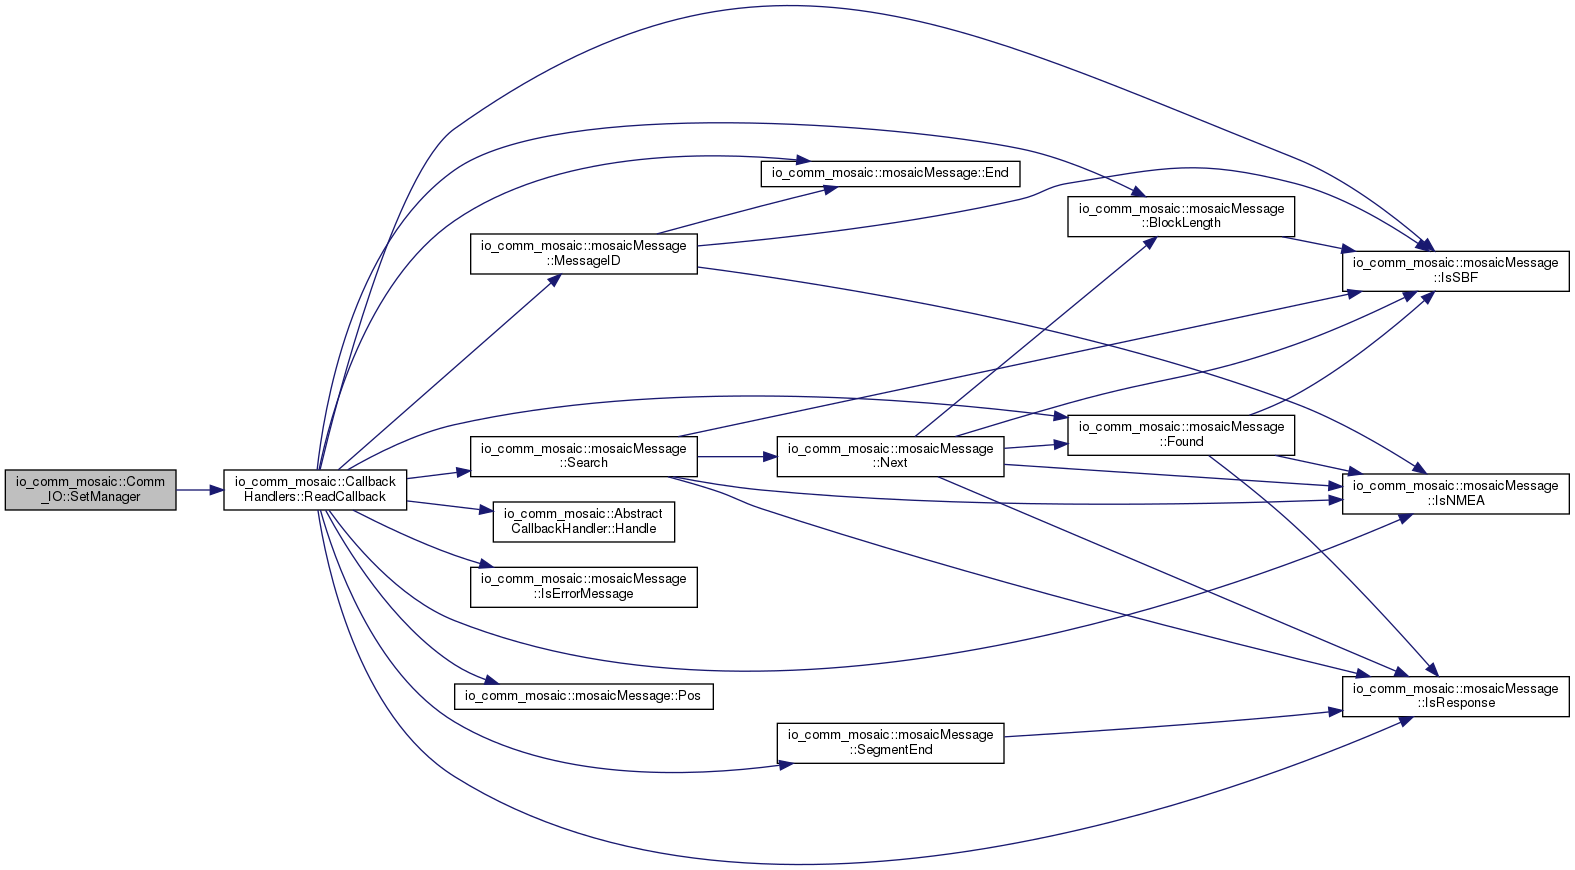 io_comm_mosaic::Comm
_IO::SetManager
io_comm_mosaic::Callback
Handlers::ReadCallback
io_comm_mosaic::mosaicMessage
::MessageID
io_comm_mosaic::mosaicMessage
::Search
io_comm_mosaic::Abstract
CallbackHandler::Handle
io_comm_mosaic::mosaicMessage
::IsErrorMessage
io_comm_mosaic::mosaicMessage::Pos
io_comm_mosaic::mosaicMessage::End
io_comm_mosaic::mosaicMessage
::Next
io_comm_mosaic::mosaicMessage
::SegmentEnd
io_comm_mosaic::mosaicMessage
::BlockLength
io_comm_mosaic::mosaicMessage
::Found
io_comm_mosaic::mosaicMessage
::IsSBF
io_comm_mosaic::mosaicMessage
::IsNMEA
io_comm_mosaic::mosaicMessage
::IsResponse